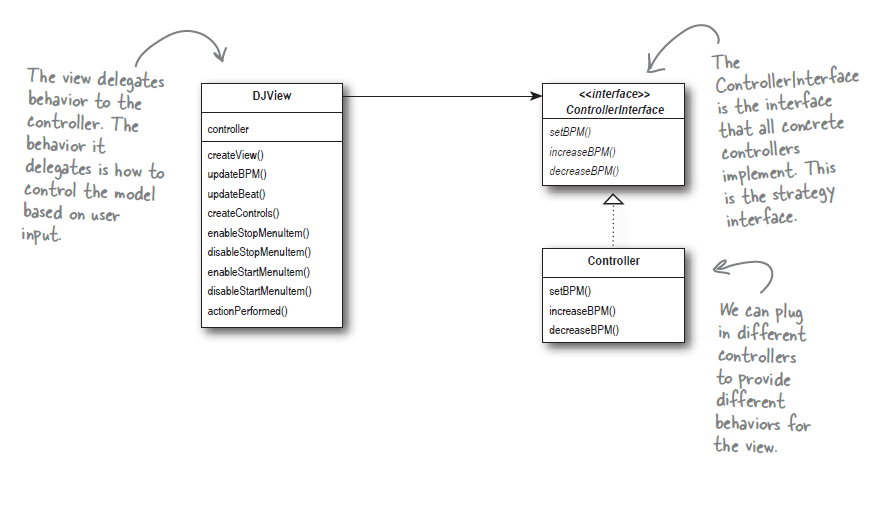 The view delegates
behavior to the
controller. The
behavior it
delegates is how to
control the model
based on user
input.
DJView
controller
createView()
updateBPM()
updateBeat()
createControls()
enableStopMenuItem()
disableStopMenuItem()
enableStartMenuItem()
disableStartMenuItem()
actionPerformed()
<<interface>>
ControllerInterface
setBPM()
increaseBPM()
decreaseBPM()
The
ControllerInterface
is the interface
that all concrete
controllers
implement. This
is the strategy
interface.
Controller
setBPM()
increaseBPM()
decreaseBPM()
We can plug
in different
controllers
to provide
different
behaviors for
the view.